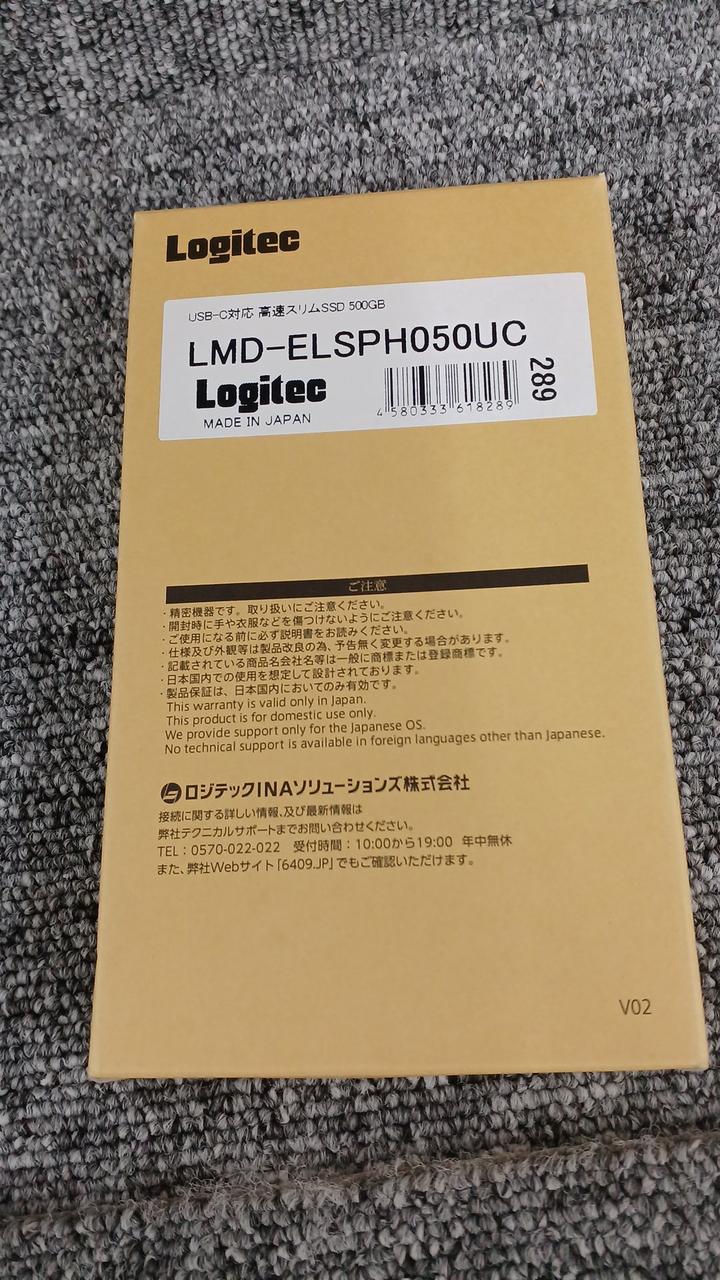 Logitec
USB-C対応 高速スリムSSD 500GB
LMD-ELSPH050UC
Logitec
MADE IN JAPAN
4 580333 618289
289
ご注意
・精密機器です。取り扱いにご注意ください。
・開封時に手や衣服などを傷つけないようにご注意ください。
・ご使用になる前に必ず説明書をお読みください。
・仕様及び外観等は製品改良の為、予告無く変更する場合があります。
・記載されている商品名会社名等は一般に商標または登録商標です。
・日本国内での使用を想定して設計されております。
・製品保証は、日本国内においてのみ有効です。
This warranty is valid only in Japan.
This product is for domestic use only.
We provide support only for the Japanese OS.
No technical support is available in foreign languages other than Japanese.
ロジテックINAソリューションズ株式会社
接続に関する詳しい情報、及び最新情報は
弊社テクニカルサポートまでお問い合わせください。
TEL：0570-022-022 受付時間：10:00から19:00 年中無休
また、弊社Webサイト「6409.JP」でもご確認いただけます。
V02